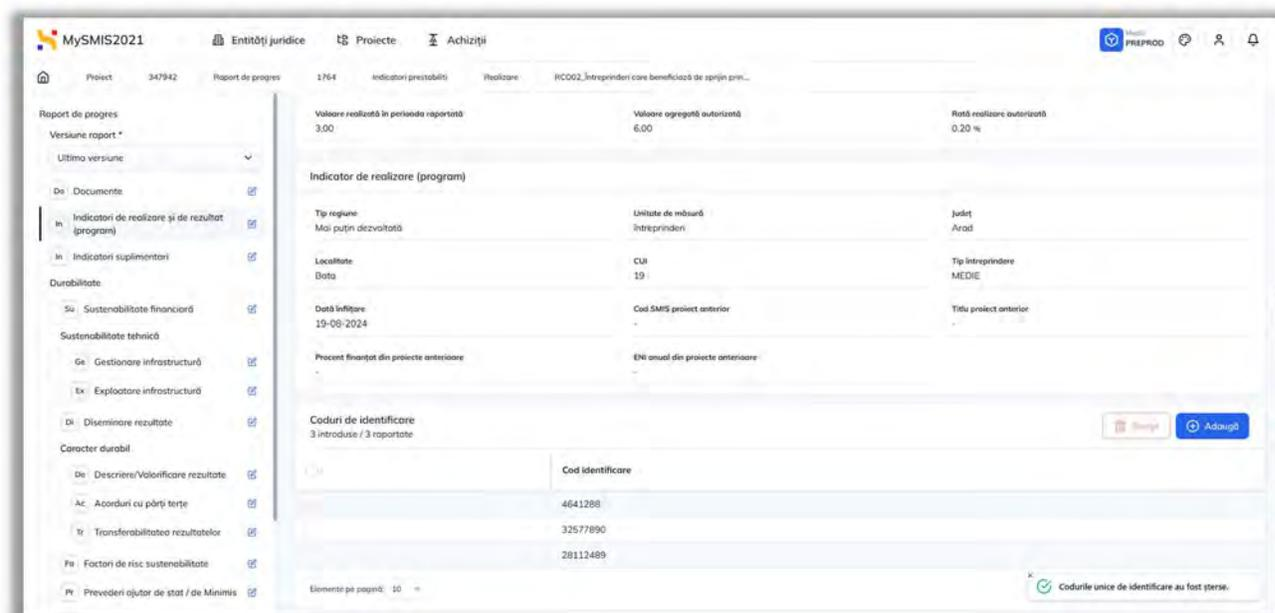 MySMIS2021
Entități juridice
Proiecte
Achiziții
Mediu
PREPROD
Proiect
347942
Raport de progres
1764
Indicatori prestabiliți
Realizare
RCO02_Întreprinderi care beneficiază de sprijin prin...
Raport de progres
Versiune raport *
Ultima versiune
Do Documente
In Indicatori de realizare și de rezultat
(program)
In Indicatori suplimentari
Durabilitate
Su Sustenabilitate financiară
Sustenabilitate tehnică
Ge Gestionare infrastructură
Ex Exploatare infrastructură
Di Diseminare rezultate
Caracter durabil
De Descriere/Valorificare rezultate
Ac Acorduri cu părți terțe
Tr Transferabilitatea rezultatelor
Fa Factori de risc sustenabilitate
Pr Prevederi ajutor de stat / de Minimis
Valoare realizată în perioada raportată
3,00
Valoare agregată autorizată
6,00
Rată realizare autorizată
0.20 %
Indicator de realizare (program)
Tip regiune
Mai puțin dezvoltată
Unitate de măsură
întreprinderi
Județ
Arad
Localitate
Bata
CUI
19
Tip întreprindere
MEDIE
Dată înfițare
19-08-2024
Cod SMIS proiect anterior
-
Titlu proiect anterior
-
Procent finanțat din proiecte anterioare
-
ENI anual din proiecte anterioare
-
Coduri de identificare
3 introduse / 3 raportate
Șterge
Adaugă
Cod identificare
4641288
32577890
28112489
Elemente pe pagină: 10
Codurile unice de identificare au fost șterse.